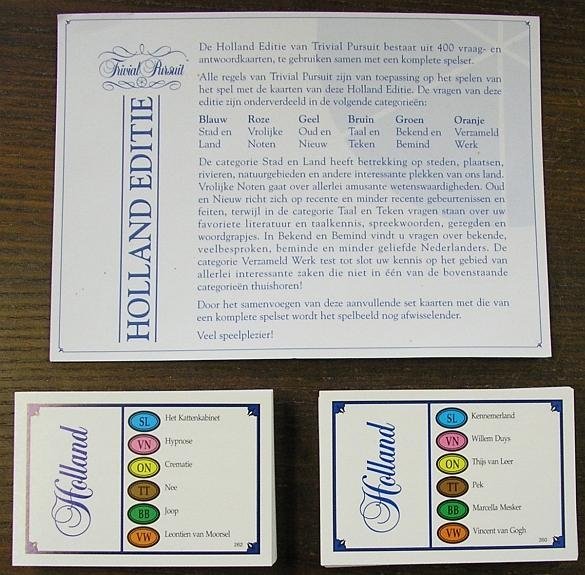 Trivial Pursuit
HOLLAND EDITIE
De Holland Editie van Trivial Pursuit bestaat uit 400 vraag- en
antwoordkaarten, te gebruiken samen met een komplete spelset.
Alle regels van Trivial Pursuit zijn van toepassing op het spelen van
het spel met de kaarten van deze Holland Editie. De vragen van deze
editie zijn onderverdeeld in de volgende categorieën:
Blauw Roze Geel Bruin Groen Oranje
Stad en Vrolijke Oud en Taal en Bekend en Verzameld
Land Noten Nieuw Teken Bemind Werk
De categorie Stad en Land heeft betrekking op steden, plaatsen,
rivieren, natuurgebieden en andere interessante plekken van ons land.
Vrolijke Noten gaat over allerlei amusante wetenswaardigheden. Oud
en Nieuw richt zich op recente en minder recente gebeurtenissen en
feiten, terwijl in de categorie Taal en Teken vragen staan over uw
favoriete literatuur en taalkennis, spreekwoorden, gezegden en
woordgrapjes. In Bekend en Bemind vindt u vragen over bekende,
veelbesproken, beminde en minder geliefde Nederlanders. De
categorie Verzameld Werk test tot slot uw kennis op het gebied van
allerlei interessante zaken die niet in één van de bovenstaande
categorieën thuishoren!
Door het samenvoegen van deze aanvullende set kaarten met die van
een komplete spelset wordt het spelbeeld nog afwisselender.
Veel speelplezier!
Holland
SL Het Kattenkabinet
VN Hypnose
ON Crematie
TT Nee
BB Joop
VW Leontien van Moorsel
262
Holland
SL Kennemerland
VN Willem Duys
ON Thijs van Leer
TT Pek
BB Marcella Mesker
VW Vincent van Gogh
260